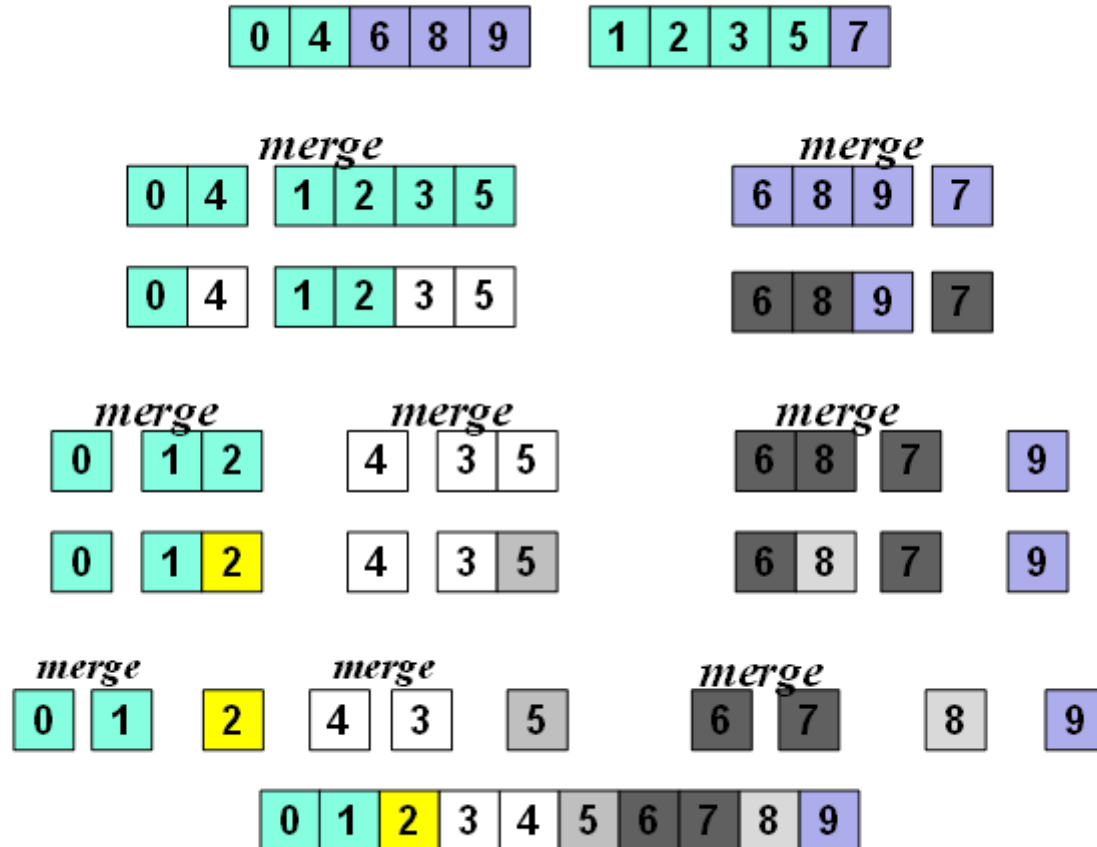 0 4 6 8 9 1 2 3 5 7
merge merge
0 4 1 2 3 5 6 8 9 7
0 4 1 2 3 5 6 8 9 7
merge merge merge
0 1 2 4 3 5 6 8 7 9
0 1 2 4 3 5 6 8 7 9
merge merge merge
0 1 2 4 3 5 6 7 8 9
0 1 2 3 4 5 6 7 8 9